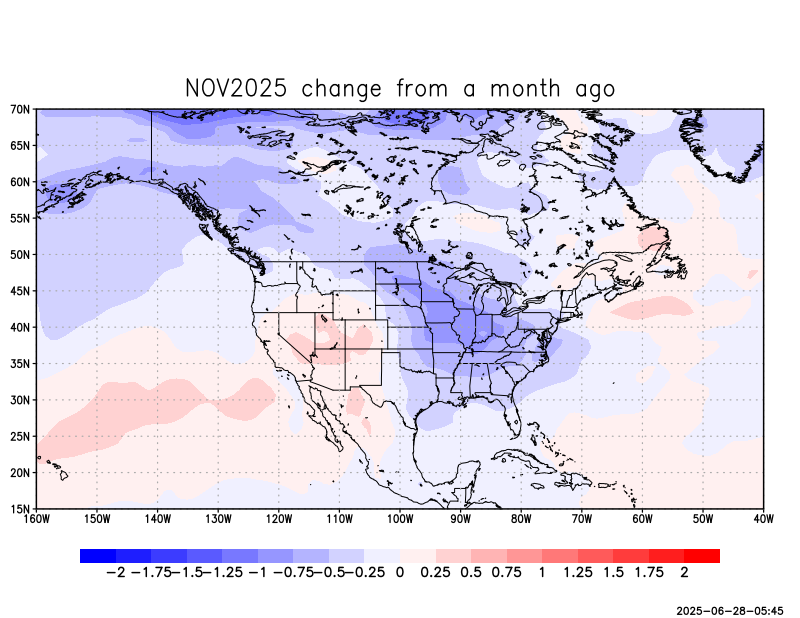 NOV2025 change from a month ago
70N
65N
60N
55N
50N
45N
40N
35N
30N
25N
20N
15N
160W 150W 140W 130W 120W 110W 100W 90W 80W 70W 60W 50W 40W
−2 −1.75 −1.5 −1.25 −1 −0.75 −0.5 −0.25 0 0.25 0.5 0.75 1 1.25 1.5 1.75 2
2025−06−28−05:45